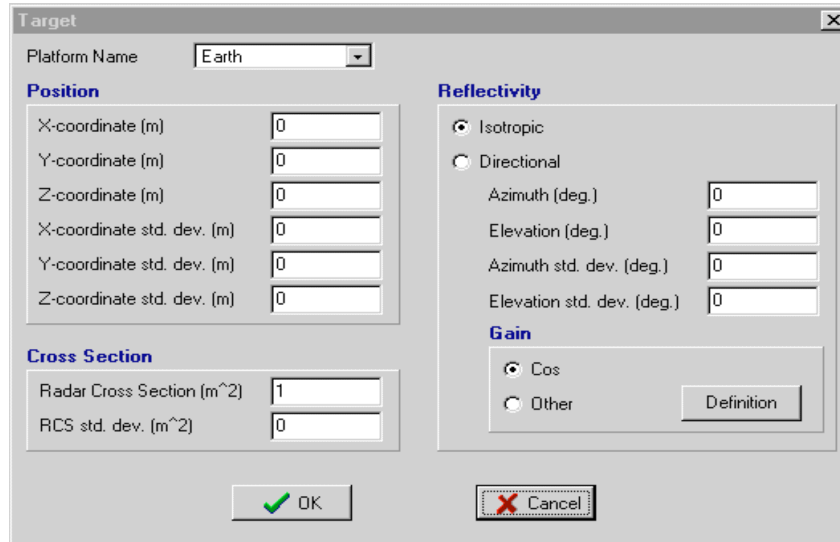 Target
Platform Name Earth
Position
X-coordinate (m) 0
Y-coordinate (m) 0
Z-coordinate (m) 0
X-coordinate std. dev. (m) 0
Y-coordinate std. dev. (m) 0
Z-coordinate std. dev. (m) 0
Cross Section
Radar Cross Section (m^2) 1
RCS std. dev. (m^2) 0
Reflectivity
Isotropic
Directional
Azimuth (deg.) 0
Elevation (deg.) 0
Azimuth std. dev. (deg.) 0
Elevation std. dev. (deg.) 0
Gain
Cos
Other Definition
OK Cancel